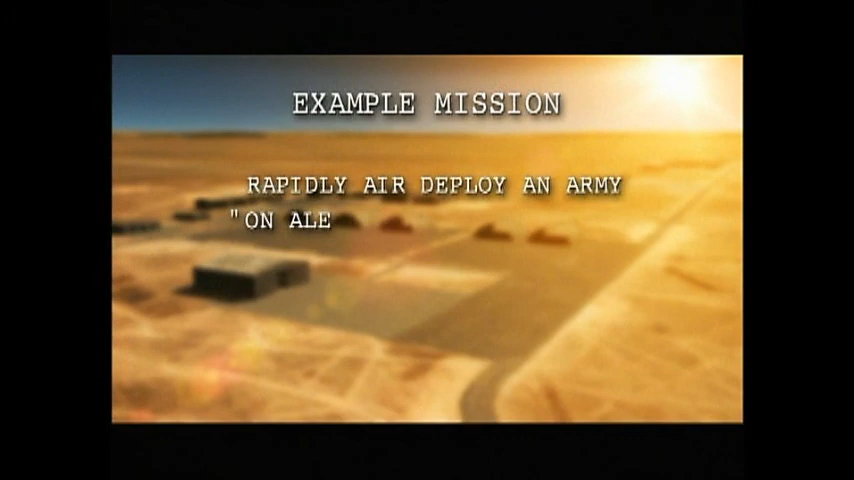 EXAMPLE MISSION
RAPIDLY AIR DEPLOY AN ARMY
"ON ALE